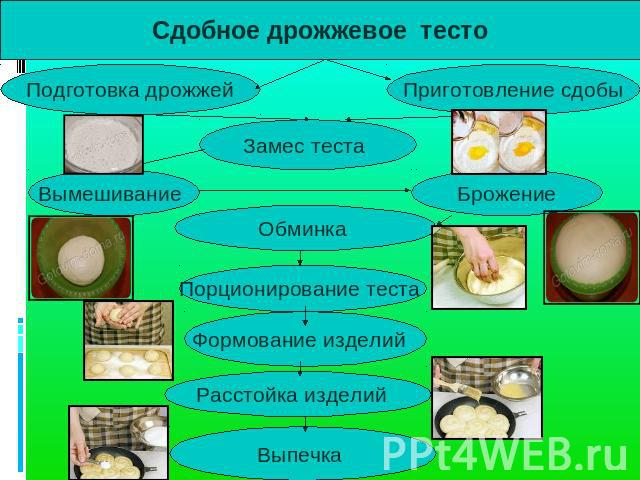 Сдобное дрожжевое тесто
Подготовка дрожжей
Приготовление сдобы
Замес теста
Вымешивание
Брожение
Обминка
Порционирование теста
Формование изделий
Расстойка изделий
Выпечка
PPt4WEB.ru